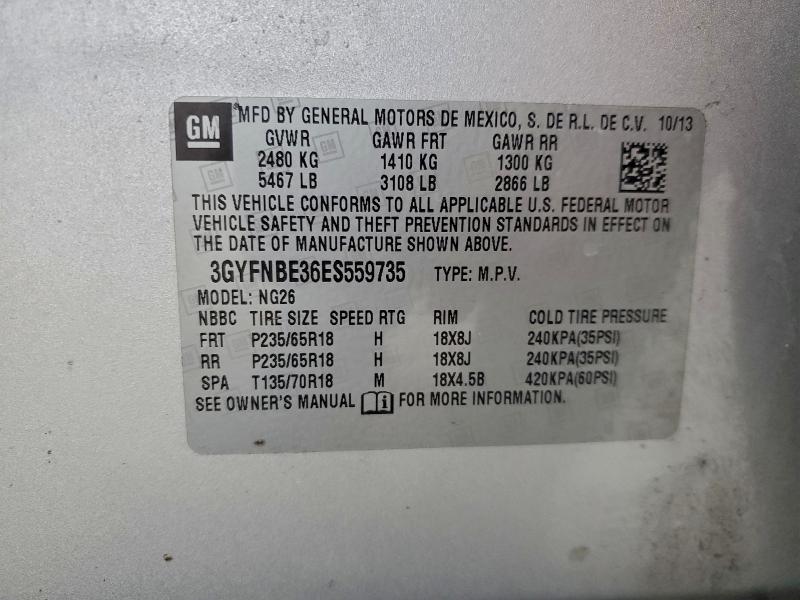 GM
MFD BY GENERAL MOTORS DE MEXICO, S. DE R.L. DE C.V. 10/13
GVWR GAWR FRT GAWR RR
2480 KG 1410 KG 1300 KG
5467 LB 3108 LB 2866 LB
THIS VEHICLE CONFORMS TO ALL APPLICABLE U.S. FEDERAL MOTOR
VEHICLE SAFETY AND THEFT PREVENTION STANDARDS IN EFFECT ON
THE DATE OF MANUFACTURE SHOWN ABOVE.
3GYFNBE36ES559735 TYPE: M.P.V.
MODEL: NG26
NBBC TIRE SIZE SPEED RTG RIM COLD TIRE PRESSURE
FRT P235/65R18 H 18X8J 240KPA(35PSI)
RR P235/65R18 H 18X8J 240KPA(35PSI)
SPA T135/70R18 M 18X4.5B 420KPA(60PSI)
SEE OWNER'S MANUAL i FOR MORE INFORMATION.